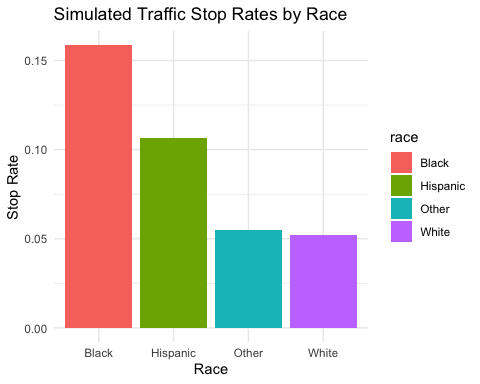 Simulated Traffic Stop Rates by Race
Stop Rate
0.15
0.10
0.05
0.00
Black Hispanic Other White
Race
race
Black
Hispanic
Other
White